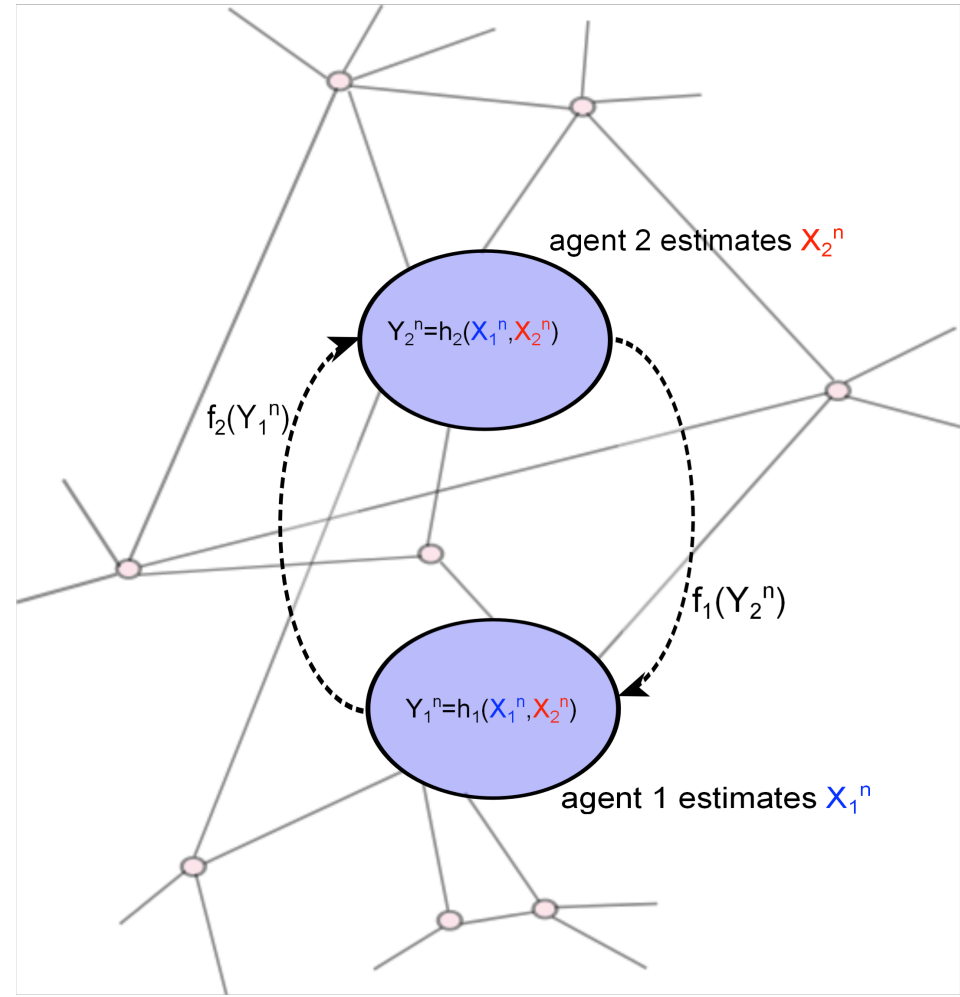 agent 2 estimates X₂ⁿ
Y₂ⁿ=h₂(X₁ⁿ,X₂ⁿ)
f₂(Y₁ⁿ)
f₁(Y₂ⁿ)
Y₁ⁿ=h₁(X₁ⁿ,X₂ⁿ)
agent 1 estimates X₁ⁿ